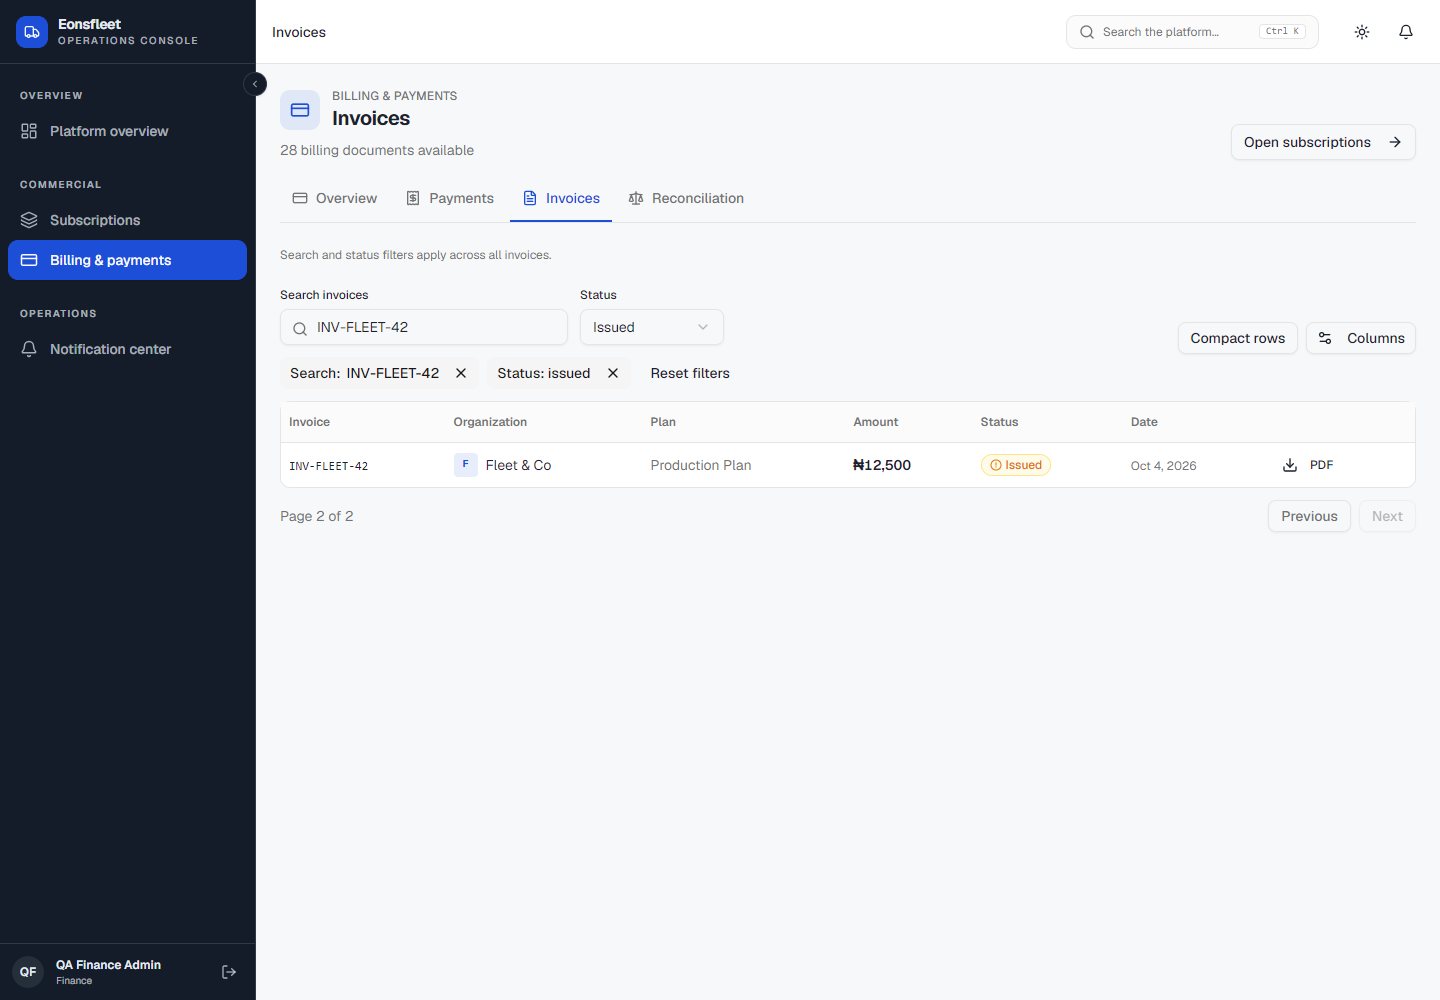 Eonsfleet
OPERATIONS CONSOLE
OVERVIEW
Platform overview
COMMERCIAL
Subscriptions
Billing & payments
OPERATIONS
Notification center
QF
QA Finance Admin
Finance
Invoices
Search the platform...
Ctrl K
BILLING & PAYMENTS
Invoices
28 billing documents available
Open subscriptions
Overview
Payments
Invoices
Reconciliation
Search and status filters apply across all invoices.
Search invoices
Status
INV-FLEET-42
Issued
Compact rows
Columns
Search: INV-FLEET-42
Status: issued
Reset filters
Invoice Organization Plan Amount Status Date
INV-FLEET-42 F Fleet & Co Production Plan ₦12,500 Issued Oct 4, 2026 PDF
Page 2 of 2
Previous
Next